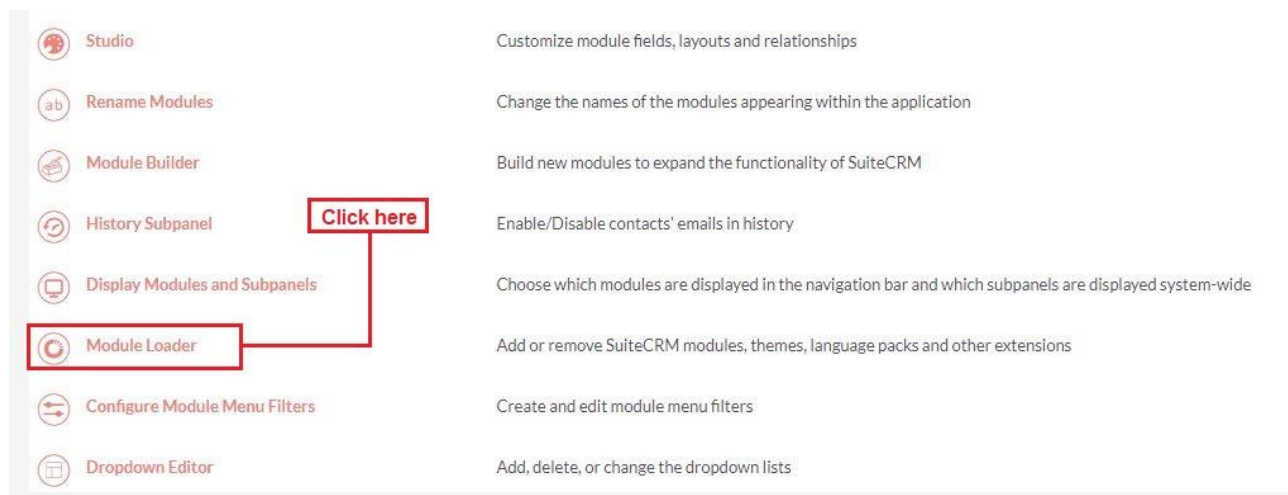 Studio Customize module fields, layouts and relationships
ab Rename Modules Change the names of the modules appearing within the application
Module Builder Build new modules to expand the functionality of SuiteCRM
History Subpanel Click here Enable/Disable contacts' emails in history
Display Modules and Subpanels Choose which modules are displayed in the navigation bar and which subpanels are displayed system-wide
Module Loader Add or remove SuiteCRM modules, themes, language packs and other extensions
Configure Module Menu Filters Create and edit module menu filters
Dropdown Editor Add, delete, or change the dropdown lists